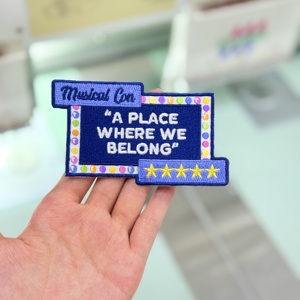 Musical Con
“A PLACE
WHERE WE
BELONG”